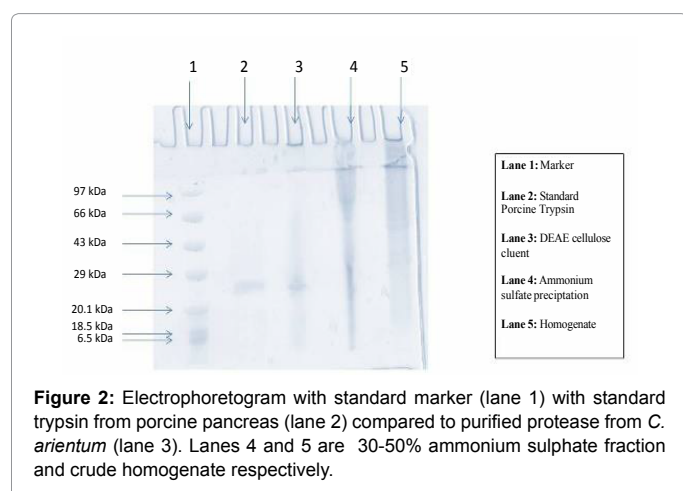 1 2 3 4 5
97 kDa
66 kDa
43 kDa
29 kDa
20.1 kDa
18.5 kDa
6.5 kDa
Lane 1: Marker
Lane 2: Standard
Porcine Trypsin
Lane 3: DEAE cellulose
cluent
Lane 4: Ammonium
sulfate preciptation
Lane 5: Homogenate
Figure 2: Electrophoretogram with standard marker (lane 1) with standard
trypsin from porcine pancreas (lane 2) compared to purified protease from C.
arientum (lane 3). Lanes 4 and 5 are 30-50% ammonium sulphate fraction
and crude homogenate respectively.